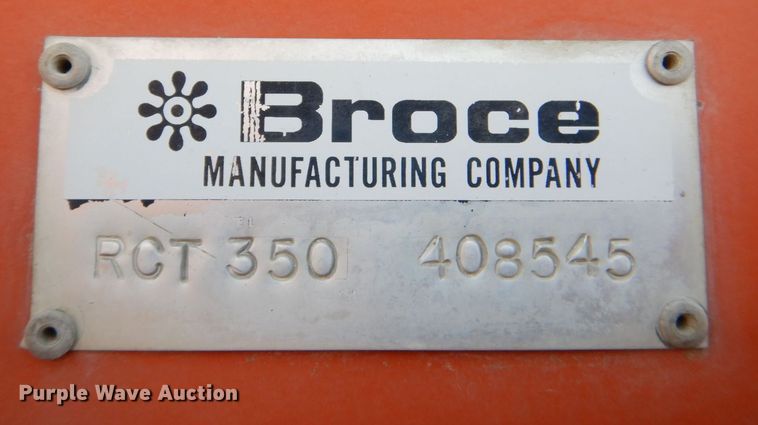 Broce
MANUFACTURING COMPANY
RCT 350 408545
Purple Wave Auction